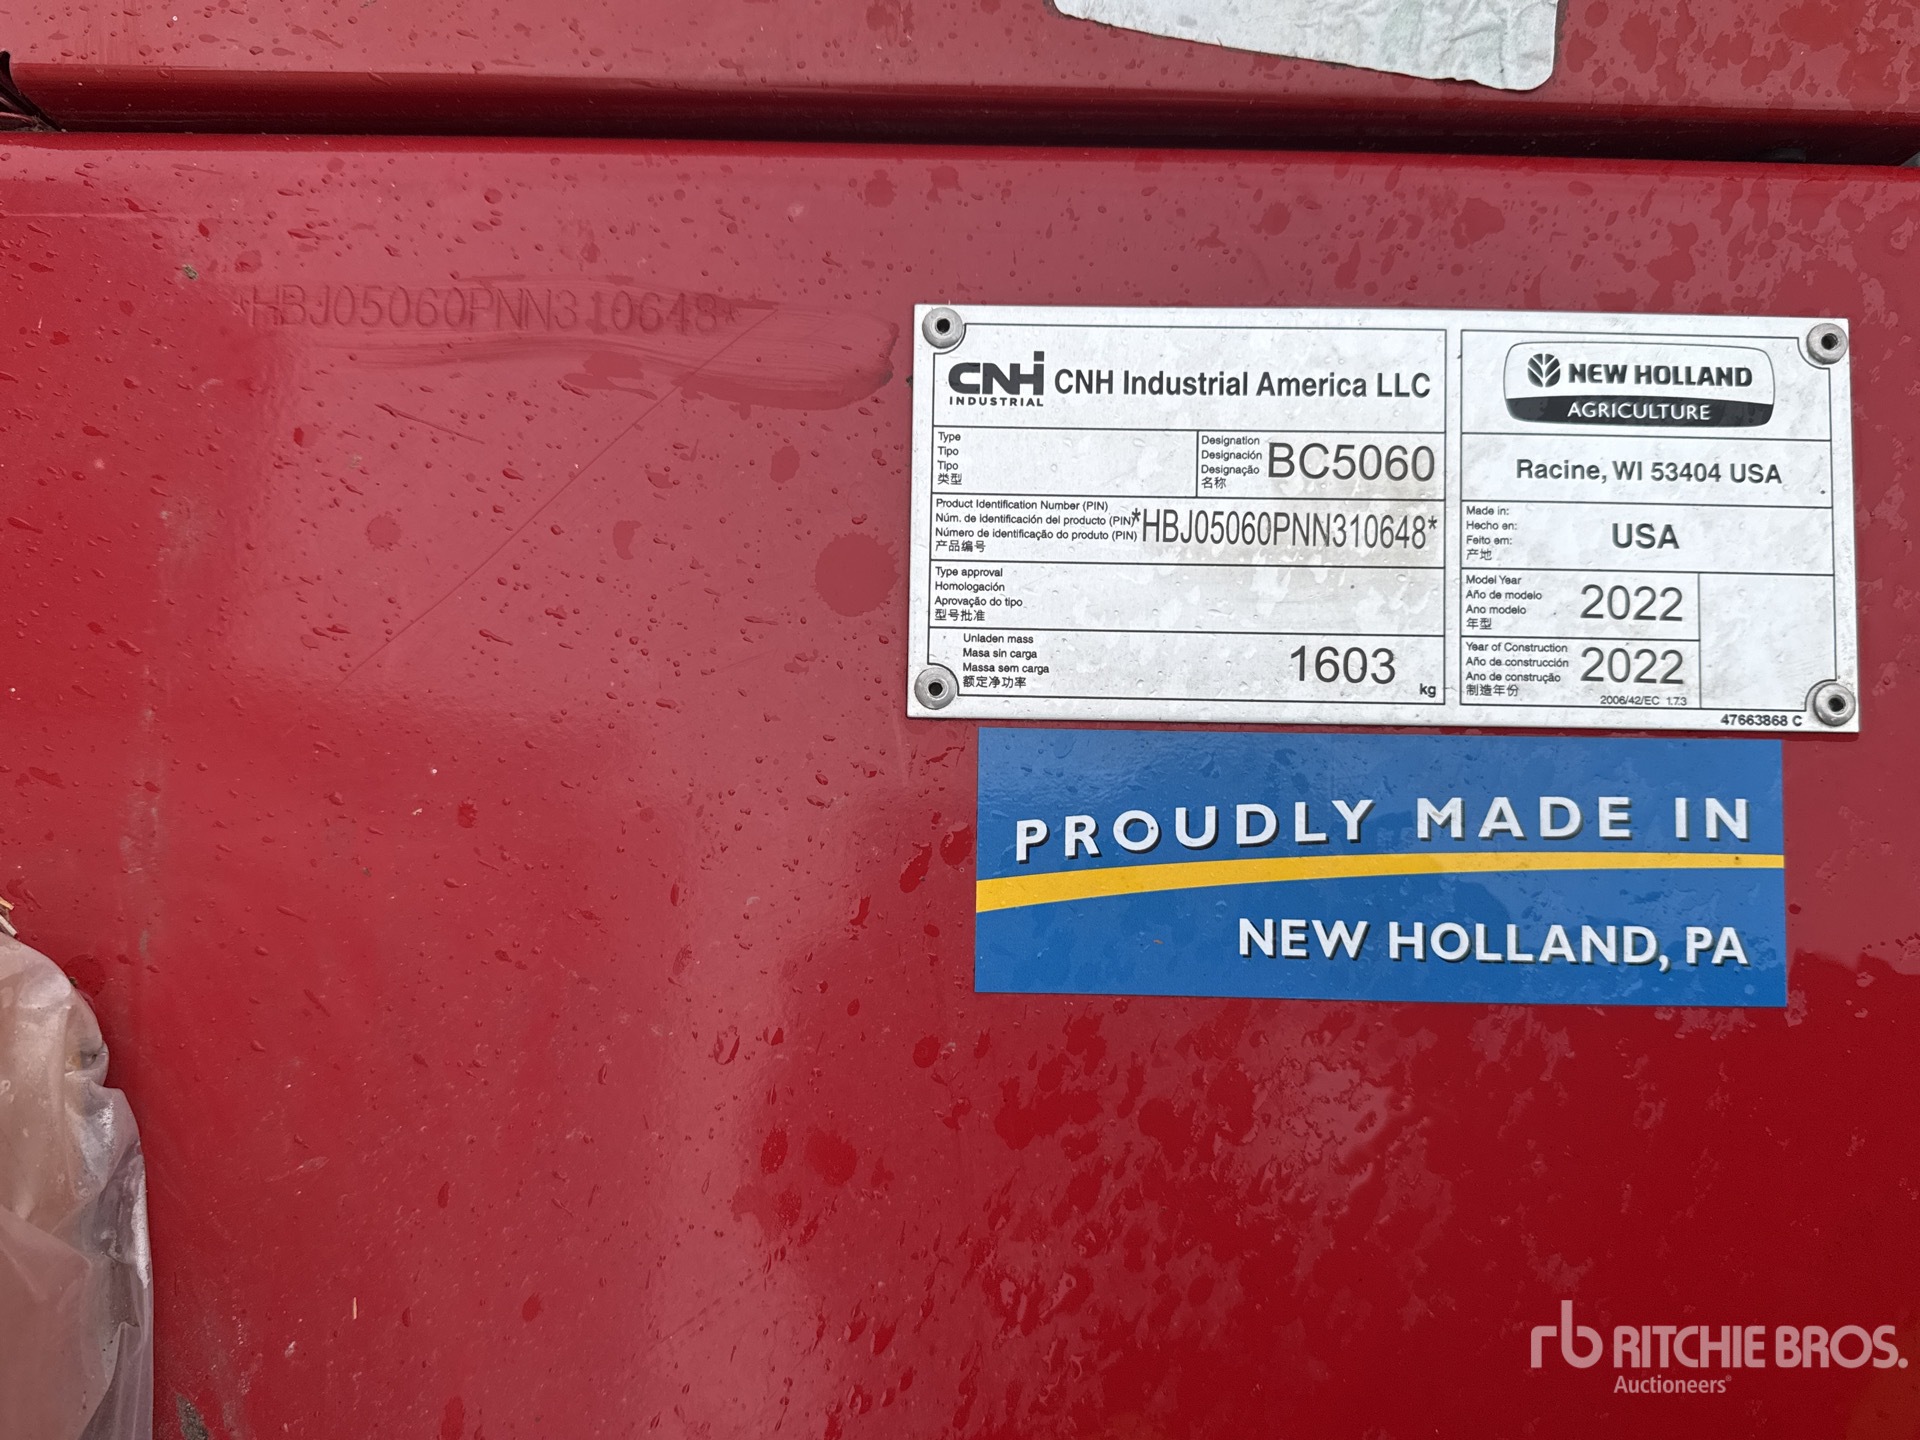 *HBJ05060PNN310648*
CNH
INDUSTRIAL
CNH Industrial America LLC
Type
Tipo
Tipo
类型
Designation
Designación
Designação
名称
BC5060
Product Identification Number (PIN)
Núm. de identificación del producto (PIN)
Número de identificação do produto (PIN)
产品编号
*HBJ05060PNN310648*
Type approval
Homologación
Aprovação do tipo
型号批准
Unladen mass
Masa sin carga
Massa sem carga
额定净功率
1603
kg
NEW HOLLAND
AGRICULTURE
Racine, WI 53404 USA
Made in:
Hecho en:
Feito em:
产地
USA
Model Year
Año de modelo
Ano modelo
年型
2022
Year of Construction
Año de construcción
Ano de construção
制造年份
2022
2006/42/EC 1.7.3
47663868 C
PROUDLY MADE IN
NEW HOLLAND, PA
rb RITCHIE BROS.
Auctioneers